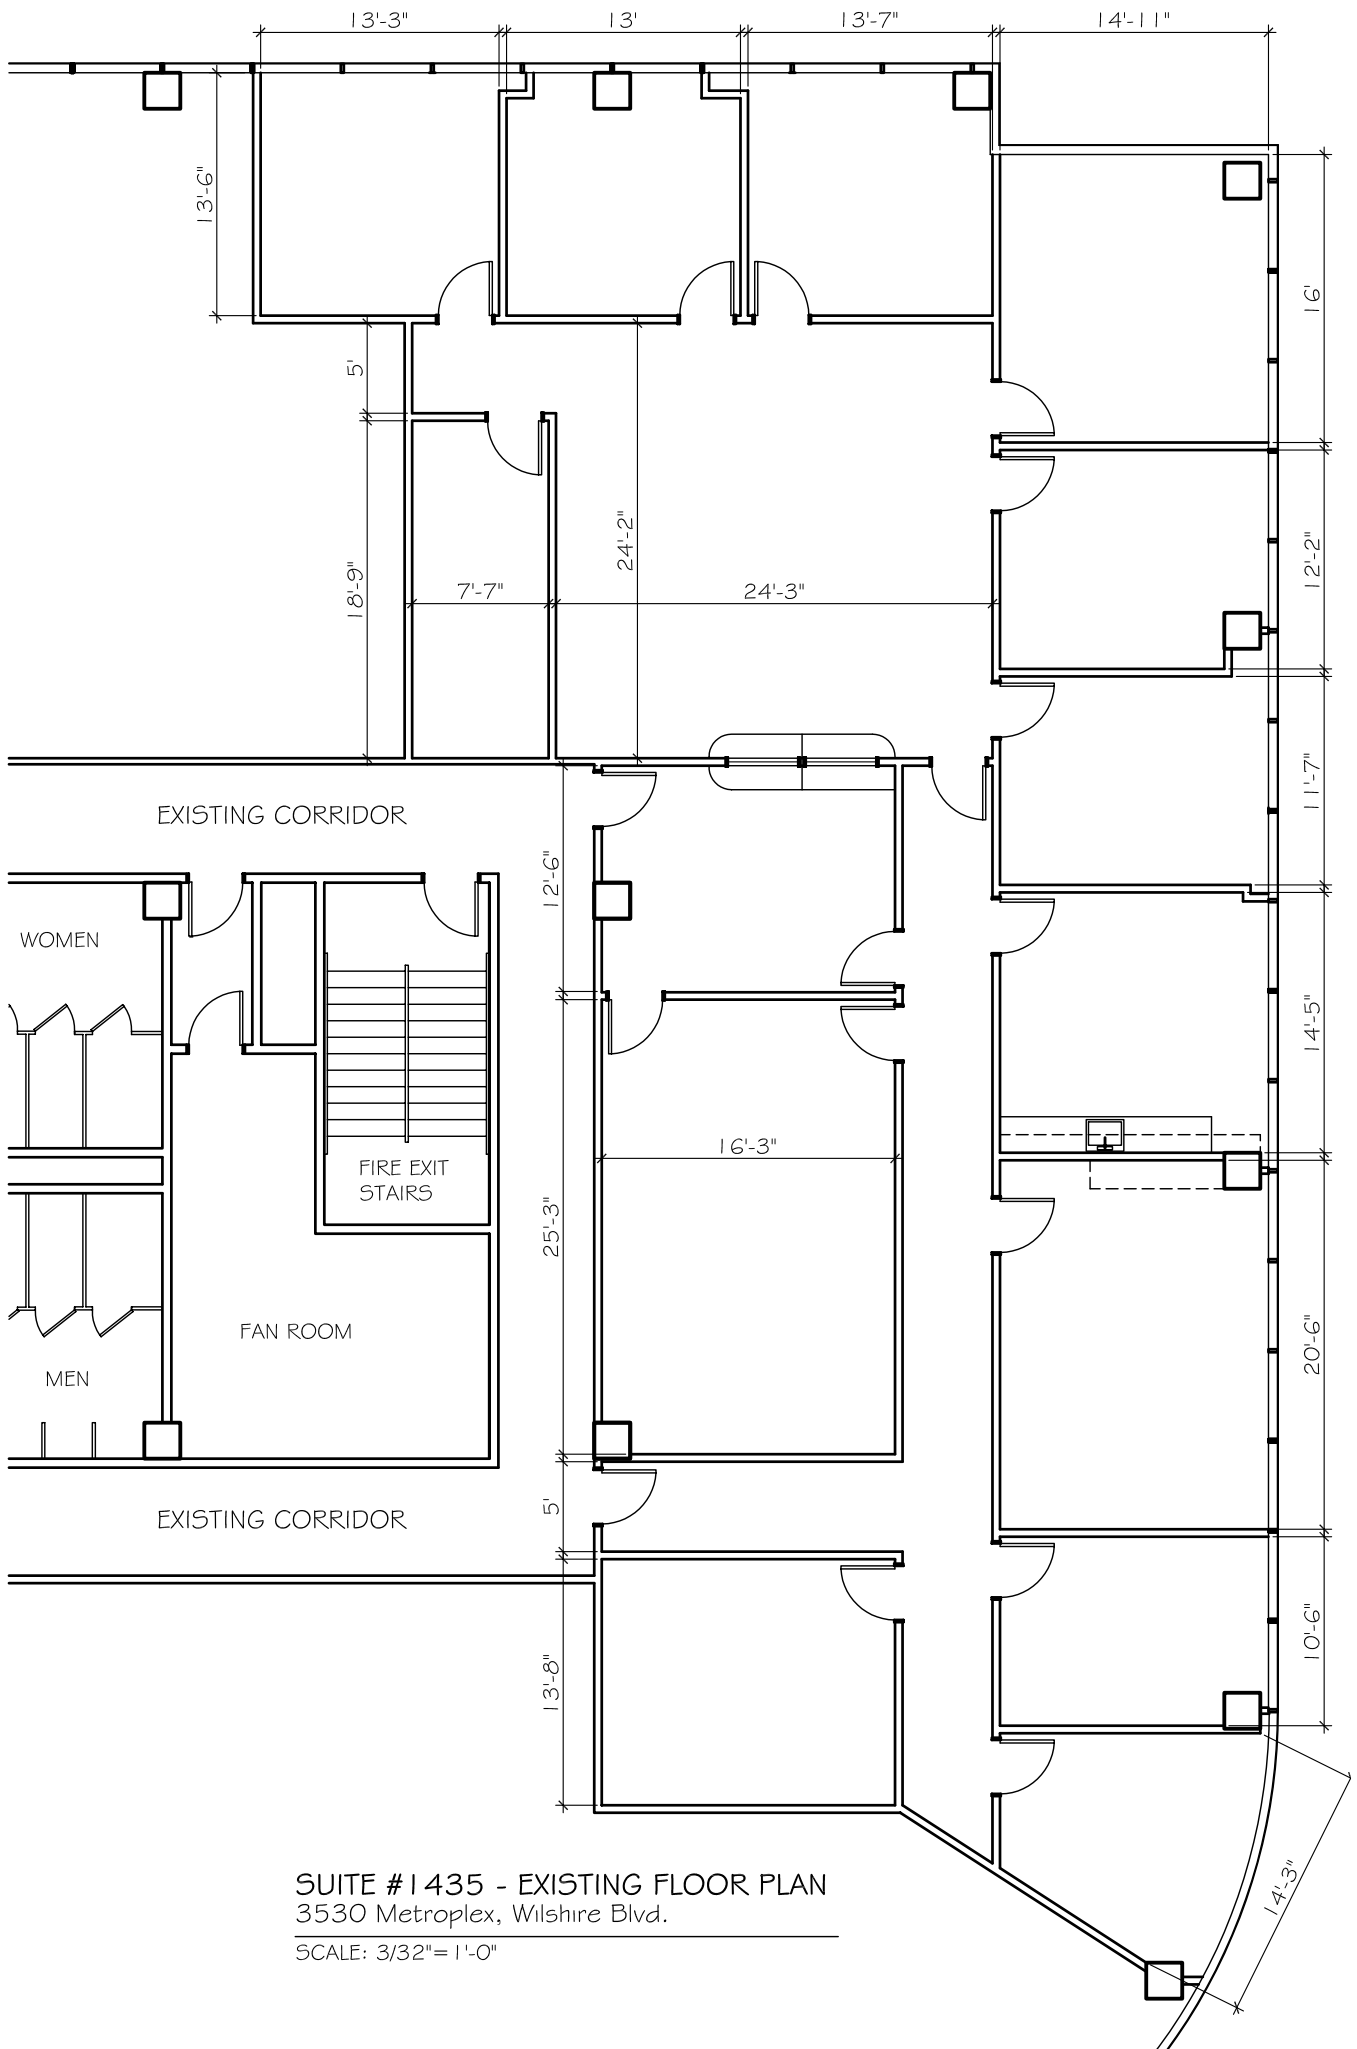 13'-3"
13'
13'-7"
14'-11"
13'-6"
16'
5'
24'-2"
12'-2"
18'-9"
7'-7"
24'-3"
11'-7"
EXISTING CORRIDOR
12'-6"
WOMEN
14'-5"
16'-3"
FIRE EXIT
STAIRS
25'-3"
FAN ROOM
20'-6"
MEN
5'
EXISTING CORRIDOR
10'-6"
13'-8"
SUITE #1435 - EXISTING FLOOR PLAN
3530 Metroplex, Wilshire Blvd.
14'-3"
SCALE: 3/32"=1'-0"